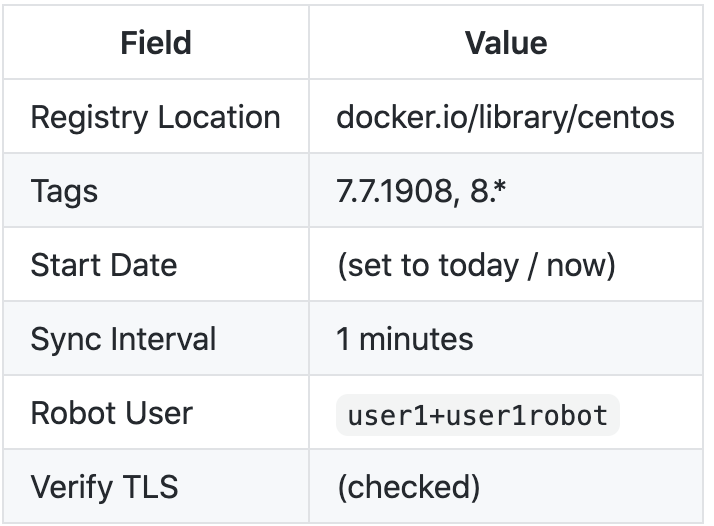 Field Value
Registry Location docker.io/library/centos
Tags 7.7.1908, 8.*
Start Date (set to today / now)
Sync Interval 1 minutes
Robot User user1+user1robot
Verify TLS (checked)